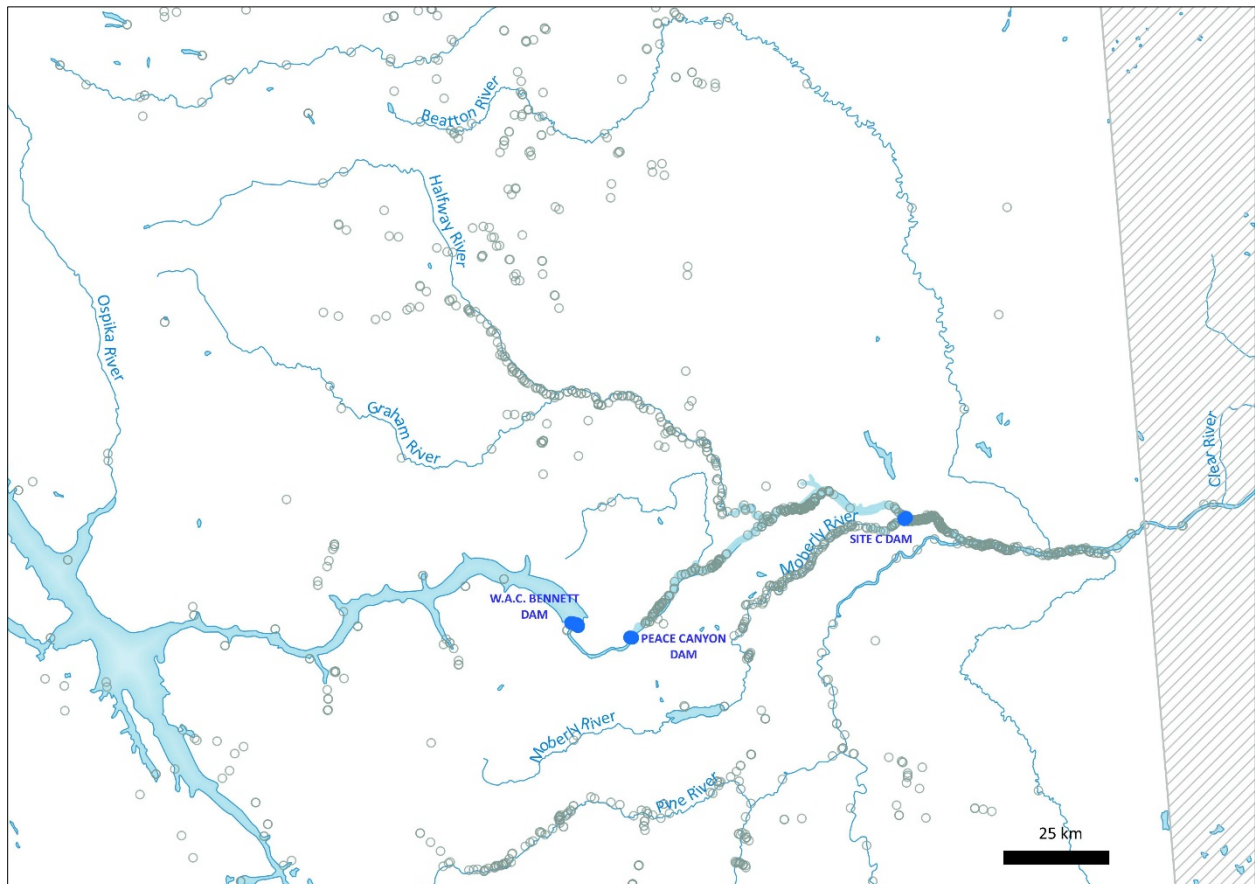 Beatton River
Halfway River
Ospika River
Graham River
Clear River
Moberly River
SITE C DAM
W.A.C. BENNETT
DAM
PEACE CANYON
DAM
Moberly River
Pine River
25 km